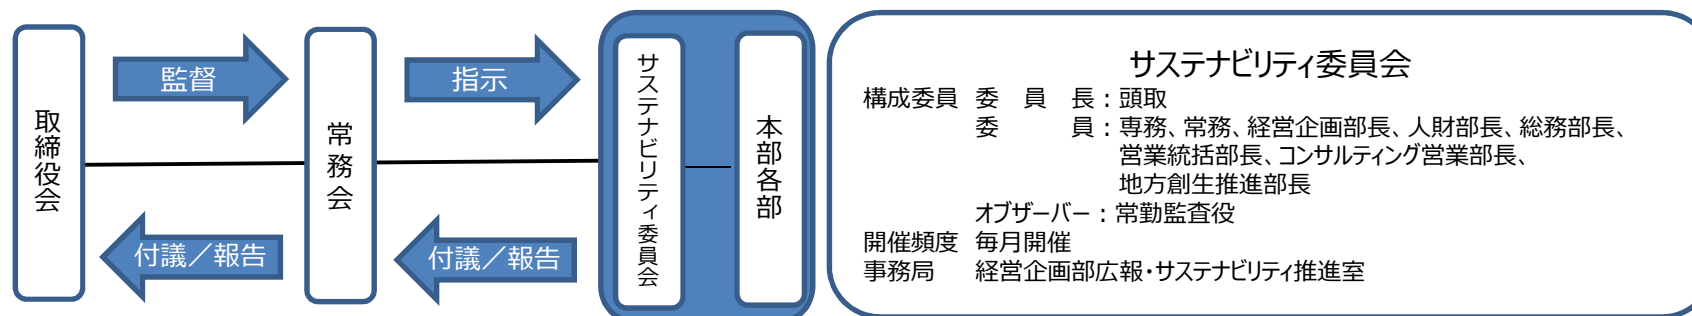 取締役会
監督
付議／報告
常務会
指示
付議／報告
サステナビリティ委員会
本部各部
サステナビリティ委員会
構成委員 委　員　長：頭取
委　　　員：専務、常務、経営企画部長、人財部長、総務部長、
営業統括部長、コンサルティング営業部長、
地方創生推進部長
オブザーバー：常勤監査役
開催頻度 毎月開催
事務局 経営企画部広報・サステナビリティ推進室